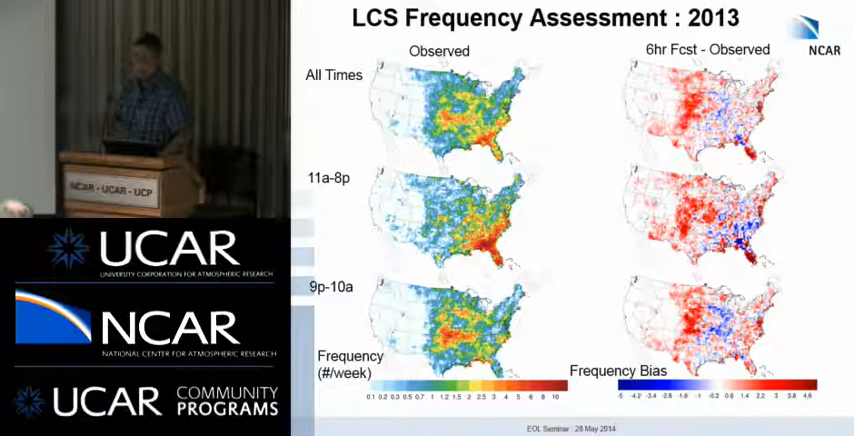 LCS Frequency Assessment : 2013
NCAR
Observed
6hr Fcst - Observed
All Times
11a-8p
9p-10a
Frequency
(#/week)
0.1 0.2 0.3 0.5 0.7 1 1.2 1.5 2 2.5 3 4 5 6 8 10
Frequency Bias
-5 -4.2 -3.4 -2.6 -1.8 -1 -0.2 0.6 1.4 2.2 3 3.8 4.6
EOL Seminar 28 May 2014
NCAR • UCAR • UCP
UCAR
UNIVERSITY CORPORATION FOR ATMOSPHERIC RESEARCH
NCAR
NATIONAL CENTER FOR ATMOSPHERIC RESEARCH
UCAR
COMMUNITY
PROGRAMS